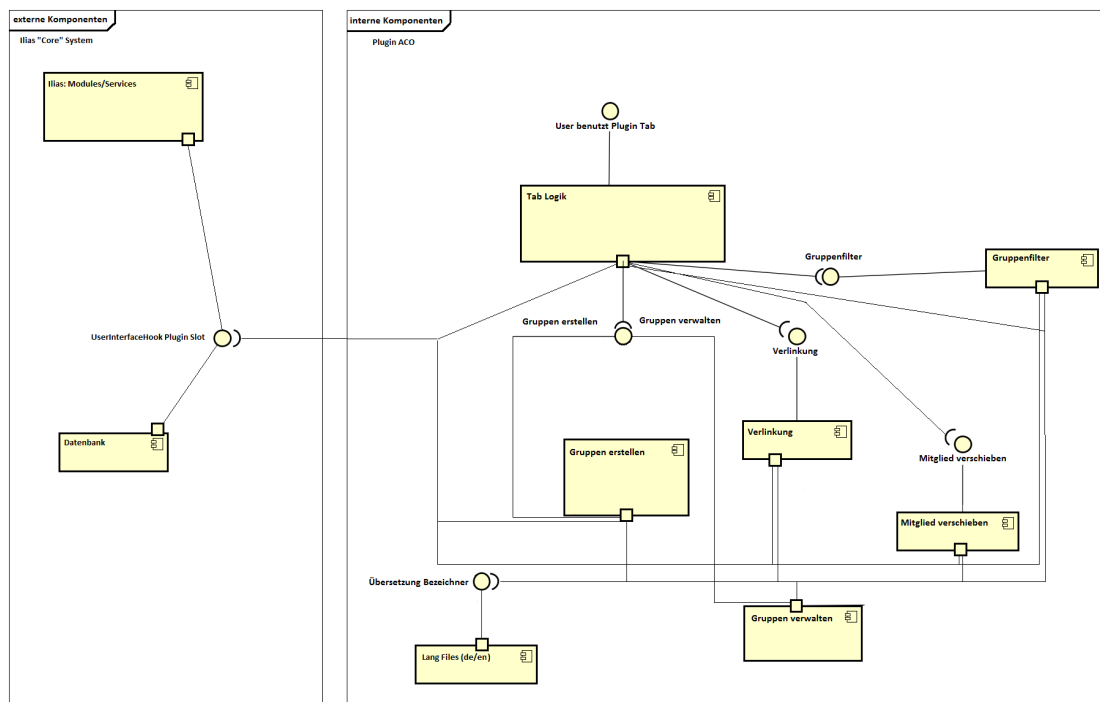 externe Komponenten
Ilias "Core" System
Ilias: Modules/Services
UserInterfaceHook Plugin Slot
Datenbank
interne Komponenten
Plugin ACO
User benutzt Plugin Tab
Tab Logik
Gruppenfilter
Gruppenfilter
Gruppen erstellen
Gruppen verwalten
Verlinkung
Verlinkung
Gruppen erstellen
Mitglied verschieben
Mitglied verschieben
Übersetzung Bezeichner
Gruppen verwalten
Lang Files (de/en)